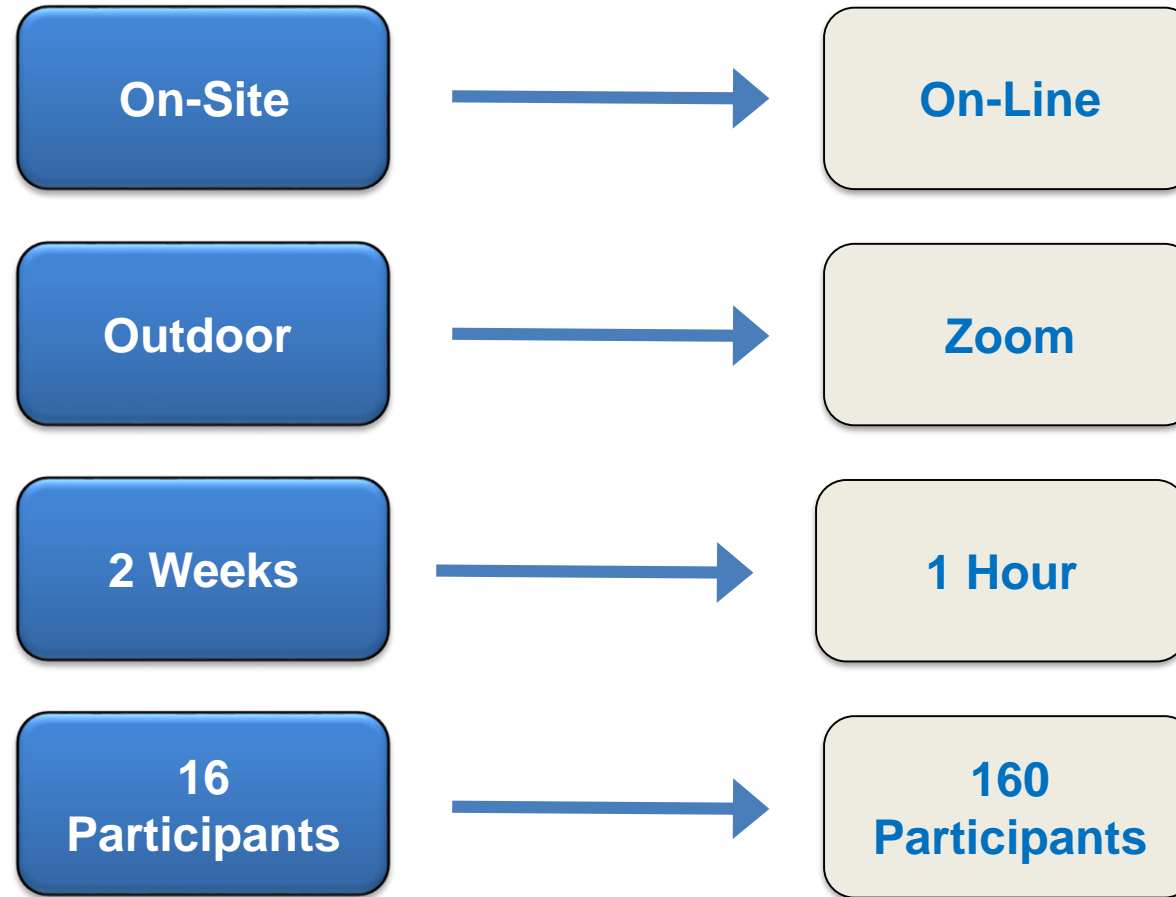 On-Site
On-Line
Outdoor
Zoom
2 Weeks
1 Hour
16
Participants
160
Participants